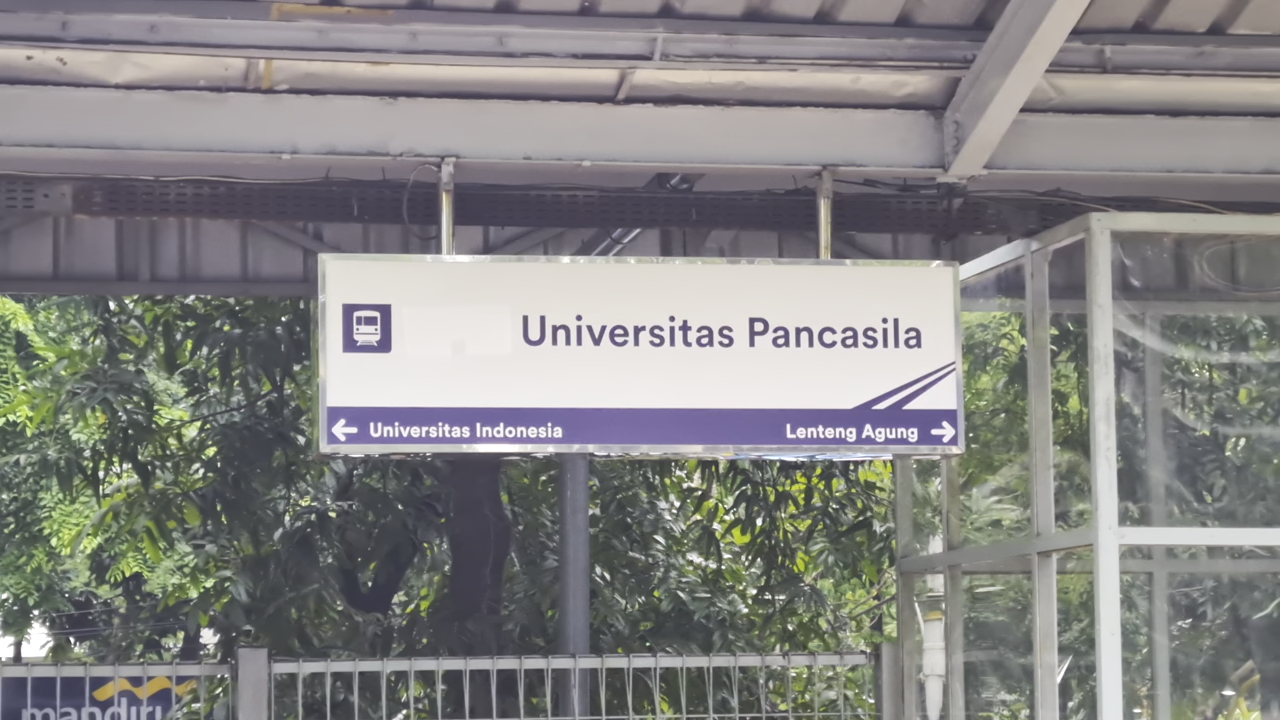 Universitas Pancasila
← Universitas Indonesia
Lenteng Agung →
mandiri